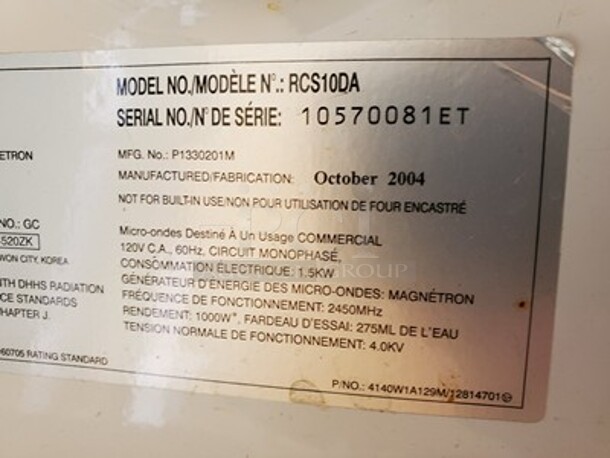 MODEL NO./MODÈLE N°.: RCS10DA
SERIAL NO./N° DE SÉRIE: 10570081ET
ETRON
MFG. No.: P1330201M
MANUFACTURED/FABRICATION: October 2004
NOT FOR BUILT-IN USE/NON POUR UTILISATION DE FOUR ENCASTRÉ
NO.: GC
-520ZK
WON CITY, KOREA
NTH DHHS RADIATION
CE STANDARDS
HAPTER J.
60705 RATING STANDARD
Micro-ondes Destiné À Un Usage COMMERCIAL
120V C.A., 60Hz, CIRCUIT MONOPHASÉ,
CONSOMMATION ÉLECTRIQUE: 1.5KW
GÉNÉRATEUR D'ÉNERGIE DES MICRO-ONDES: MAGNÉTRON
FRÉQUENCE DE FONCTIONNEMENT: 2450MHz
RENDEMENT: 1000W*, FARDEAU D'ESSAI: 275ML DE L'EAU
TENSION NORMALE DE FONCTIONNEMENT: 4.0KV
P/NO.: 4140W1A129M/12814701
GROUP